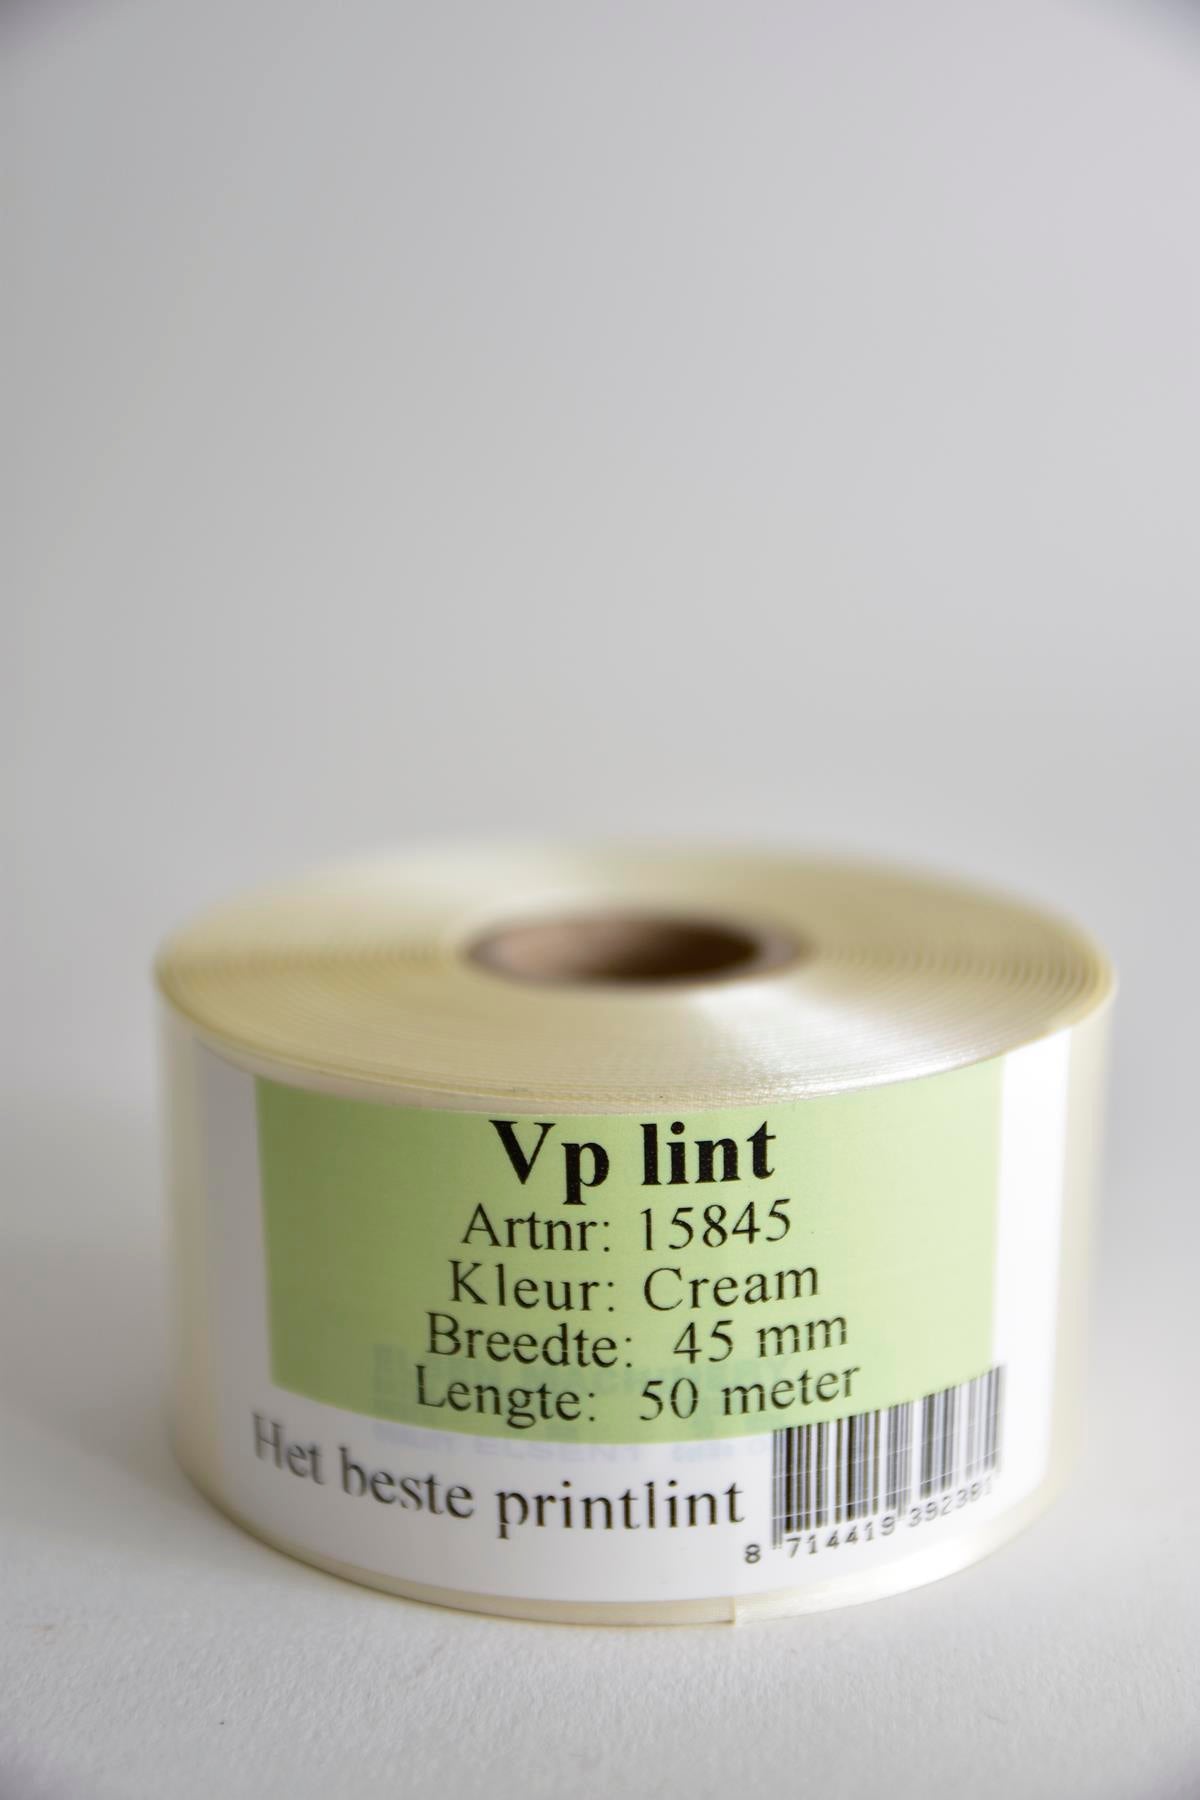 Vp lint
Artnr: 15845
Kleur: Cream
Breedte: 45 mm
Lengte: 50 meter
Het beste printlint
8 714419 392381